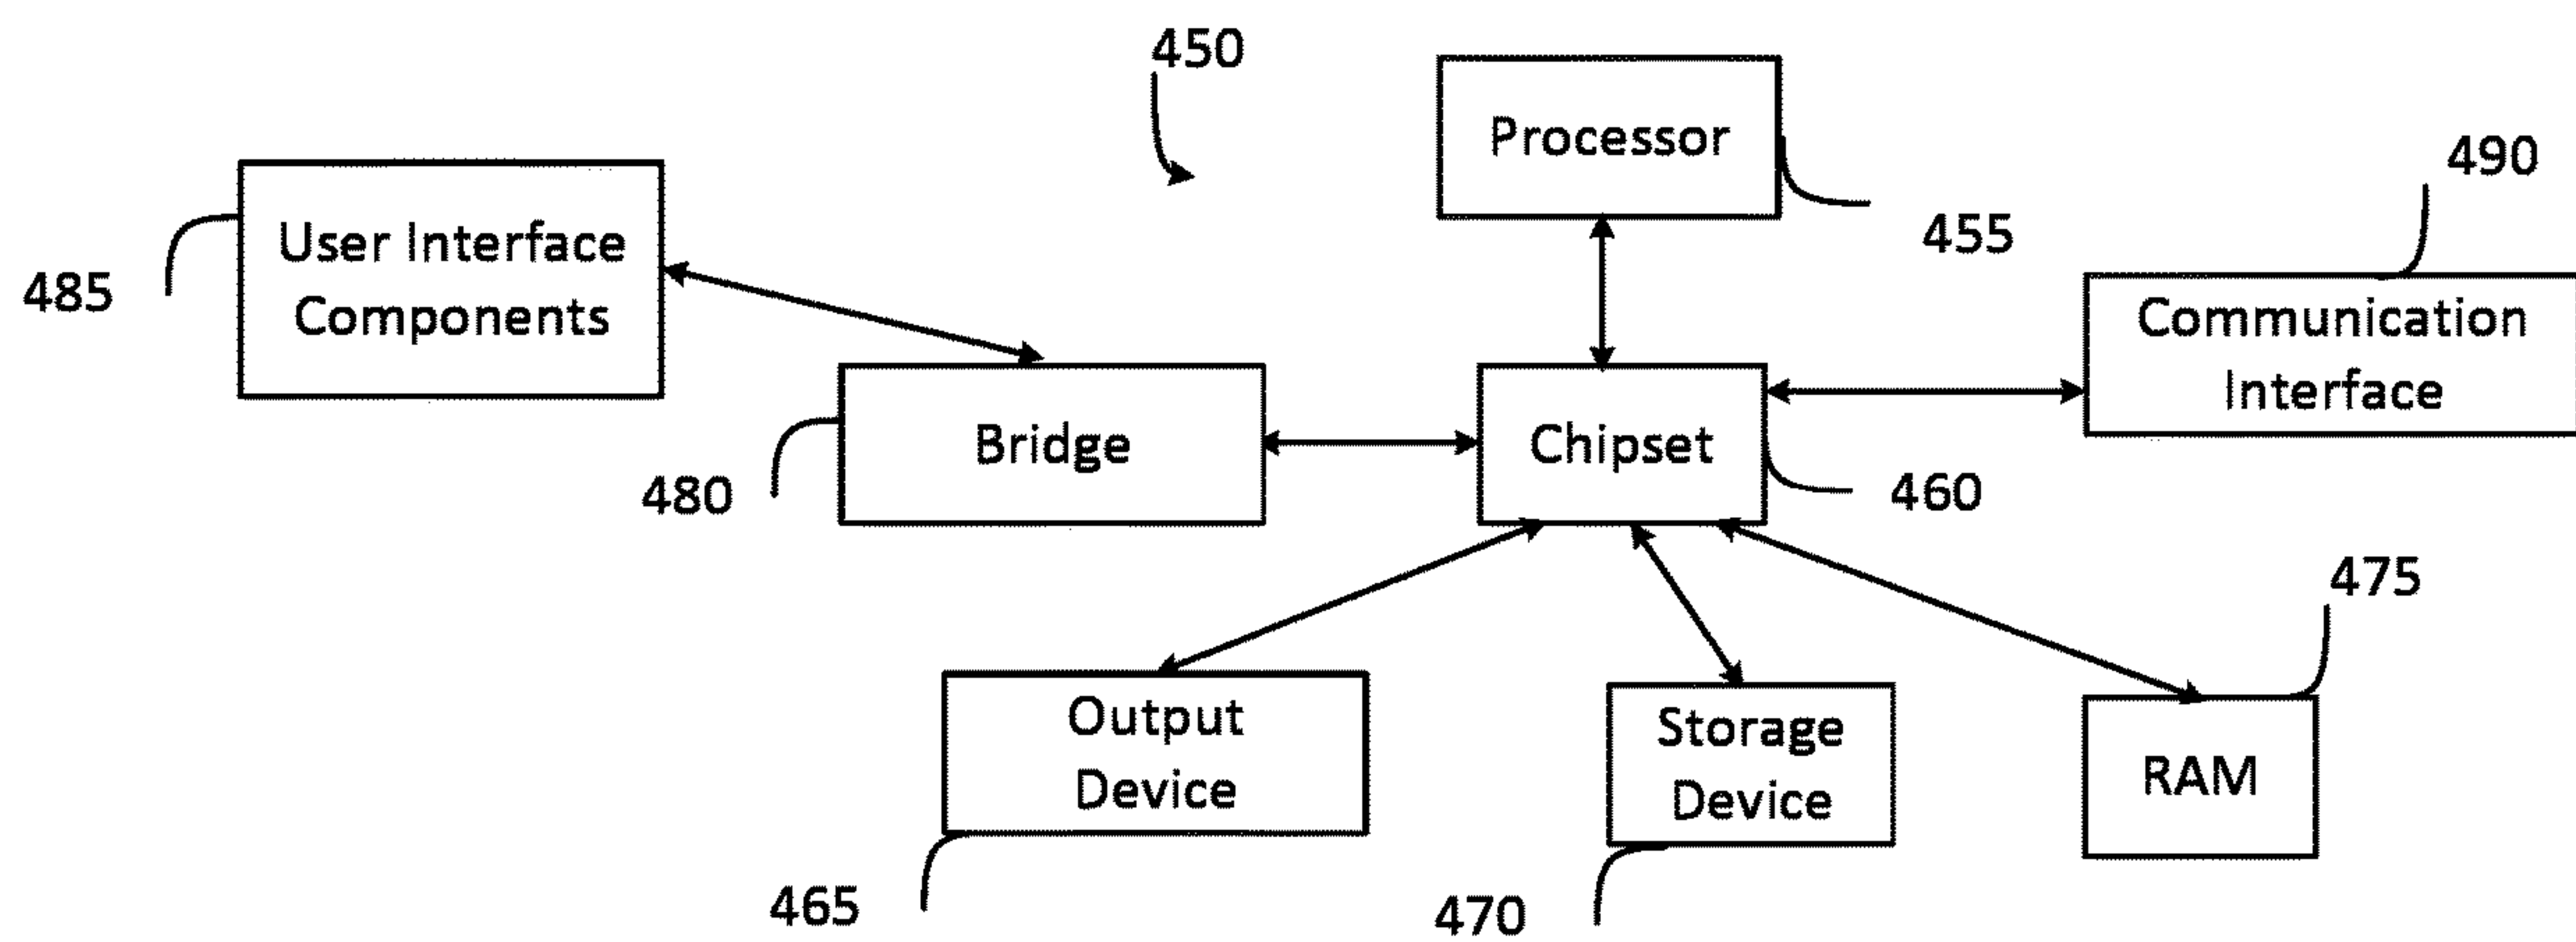 450
Processor
490
User Interface
Components
455
485
Communication
Interface
Bridge
Chipset
480
460
475
Output
Device
Storage
Device
RAM
465
470